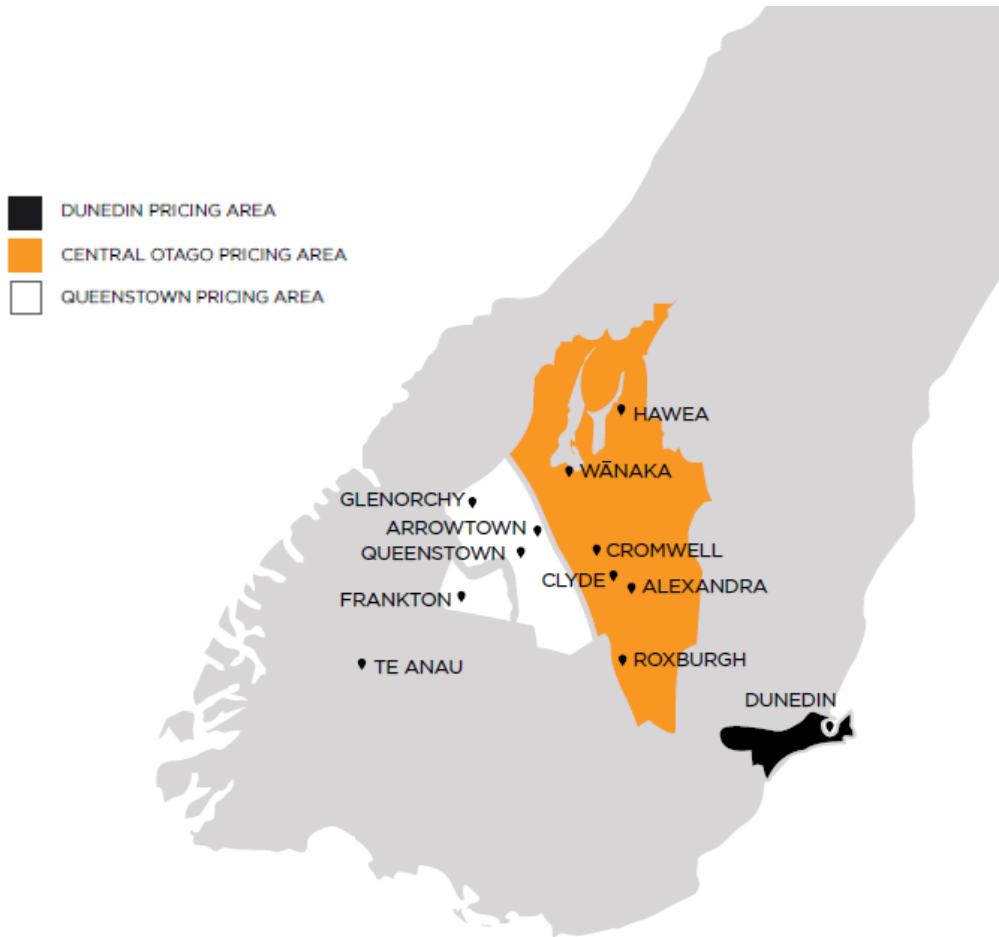 DUNEDIN PRICING AREA
CENTRAL OTAGO PRICING AREA
QUEENSTOWN PRICING AREA
HAWEA
WĀNAKA
GLENORCHY
ARROWTOWN
QUEENSTOWN
CROMWELL
CLYDE
ALEXANDRA
FRANKTON
ROXBURGH
TE ANAU
DUNEDIN